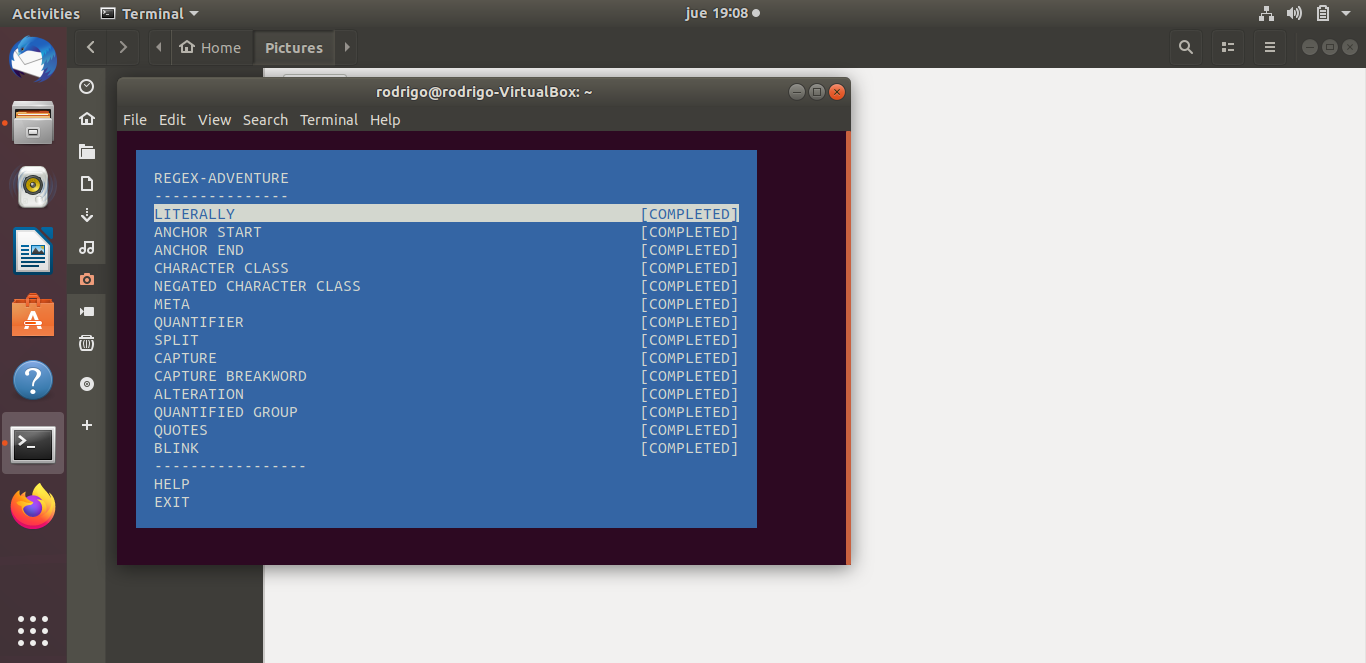 Activities Terminal jue 19:08
Home Pictures
rodrigo@rodrigo-VirtualBox: ~
File Edit View Search Terminal Help
REGEX-ADVENTURE
---------------
LITERALLY [COMPLETED]
ANCHOR START [COMPLETED]
ANCHOR END [COMPLETED]
CHARACTER CLASS [COMPLETED]
NEGATED CHARACTER CLASS [COMPLETED]
META [COMPLETED]
QUANTIFIER [COMPLETED]
SPLIT [COMPLETED]
CAPTURE [COMPLETED]
CAPTURE BREAKWORD [COMPLETED]
ALTERATION [COMPLETED]
QUANTIFIED GROUP [COMPLETED]
QUOTES [COMPLETED]
BLINK [COMPLETED]
-----------------
HELP
EXIT